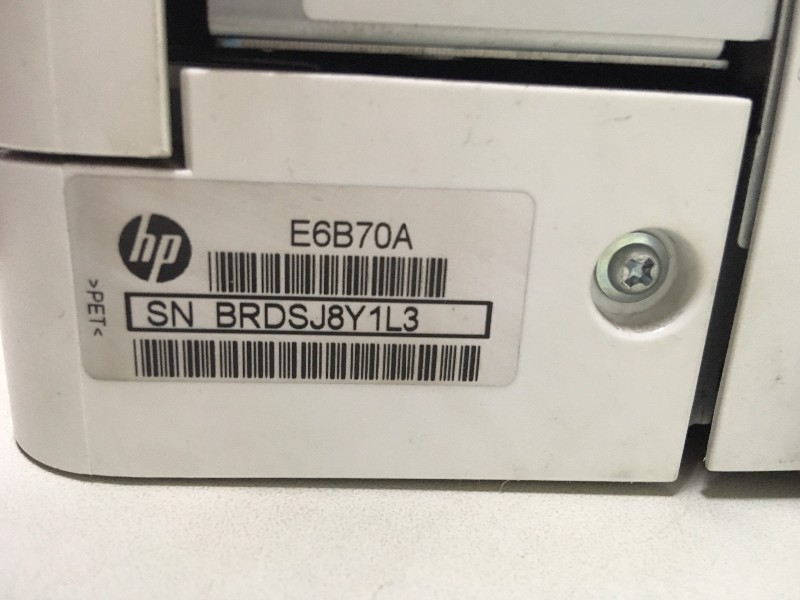 hp
E6B70A
SN BRDSJ8Y1L3
>PET<